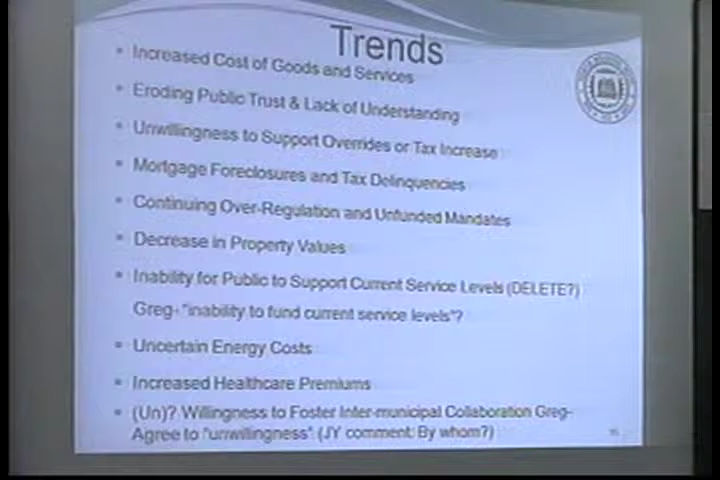 Trends
Increased Cost of Goods and Services
Eroding Public Trust & Lack of Understanding
Unwillingness to Support Overrides or Tax Increase
Mortgage Foreclosures and Tax Delinquencies
Continuing Over-Regulation and Unfunded Mandates
Decrease in Property Values
Inability for Public to Support Current Service Levels (DELETE?)
Greg- "inability to fund current service levels"?
Uncertain Energy Costs
Increased Healthcare Premiums
(Un)? Willingness to Foster Inter-municipal Collaboration Greg-
Agree to "unwillingness" (JY comment: By whom?)